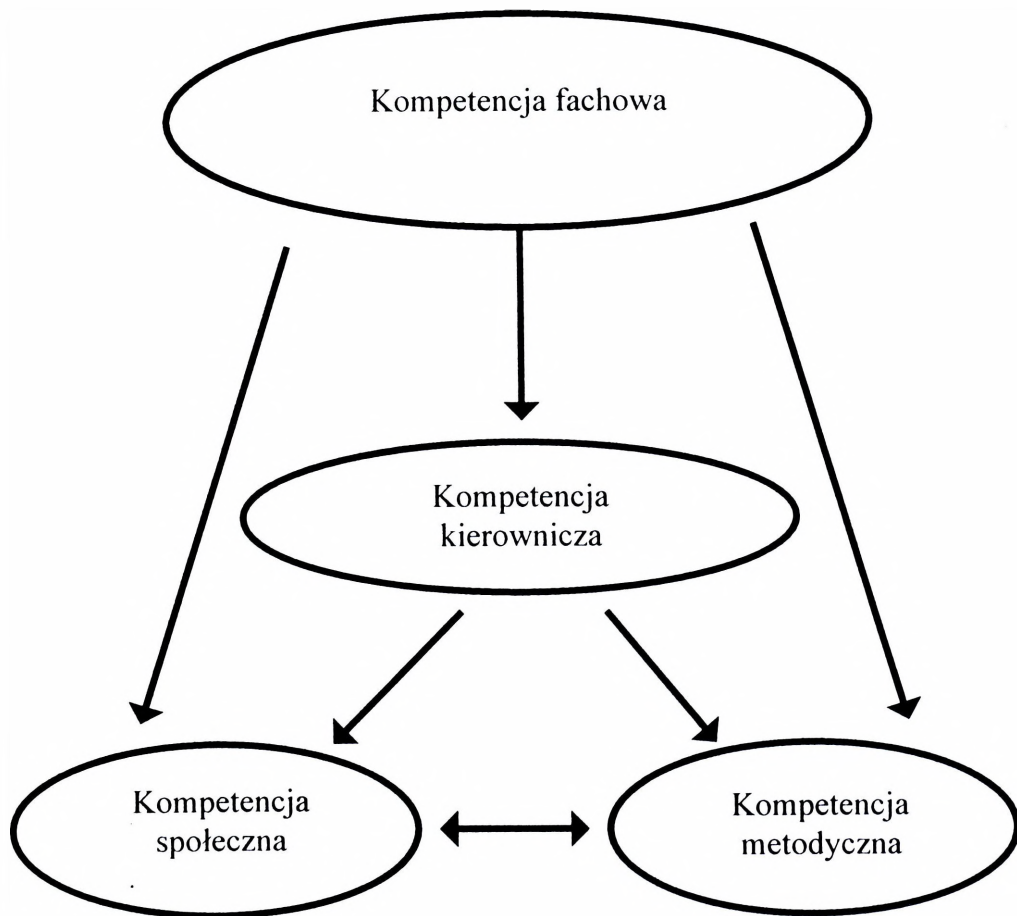 Kompetencja fachowa
Kompetencja
kierownicza
Kompetencja
społeczna
Kompetencja
metodyczna